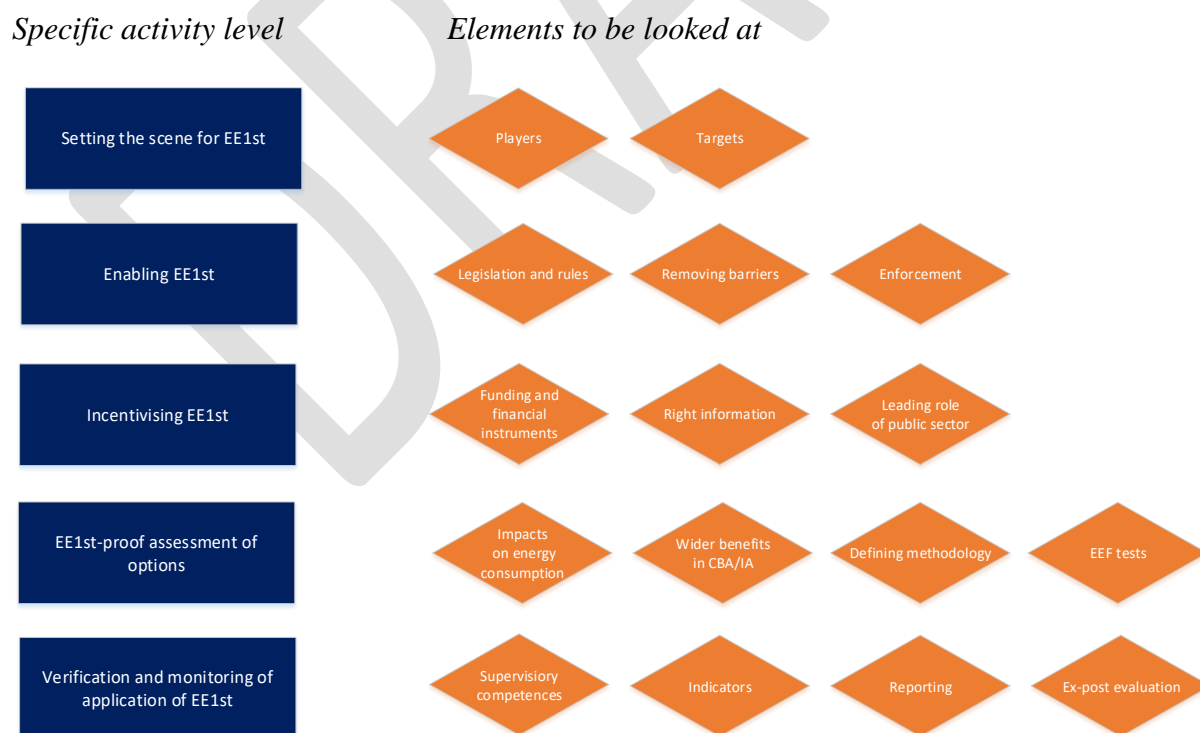 Specific activity level
Elements to be looked at
Setting the scene for EE1st
Players
Targets
Enabling EE1st
Legislation and rules
Removing barriers
Enforcement
Incentivising EE1st
Funding and
financial
instruments
Right information
Leading role
of public sector
EE1st-proof assessment of
options
Impacts
on energy
consumption
Wider benefits
in CBA/IA
Defining methodology
EEF tests
Verification and monitoring of
application of EE1st
Supervisiory
competences
Indicators
Reporting
Ex-post evaluation
DRA